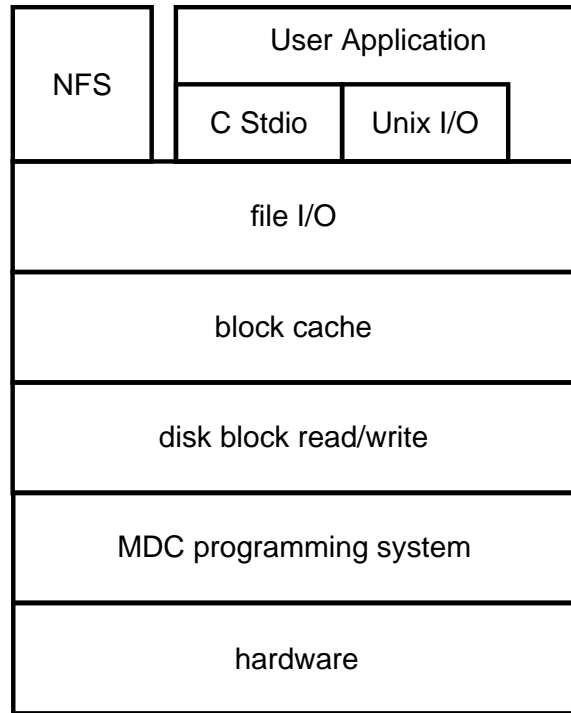 User Application
NFS
C Stdio
Unix I/O
file I/O
block cache
disk block read/write
MDC programming system
hardware